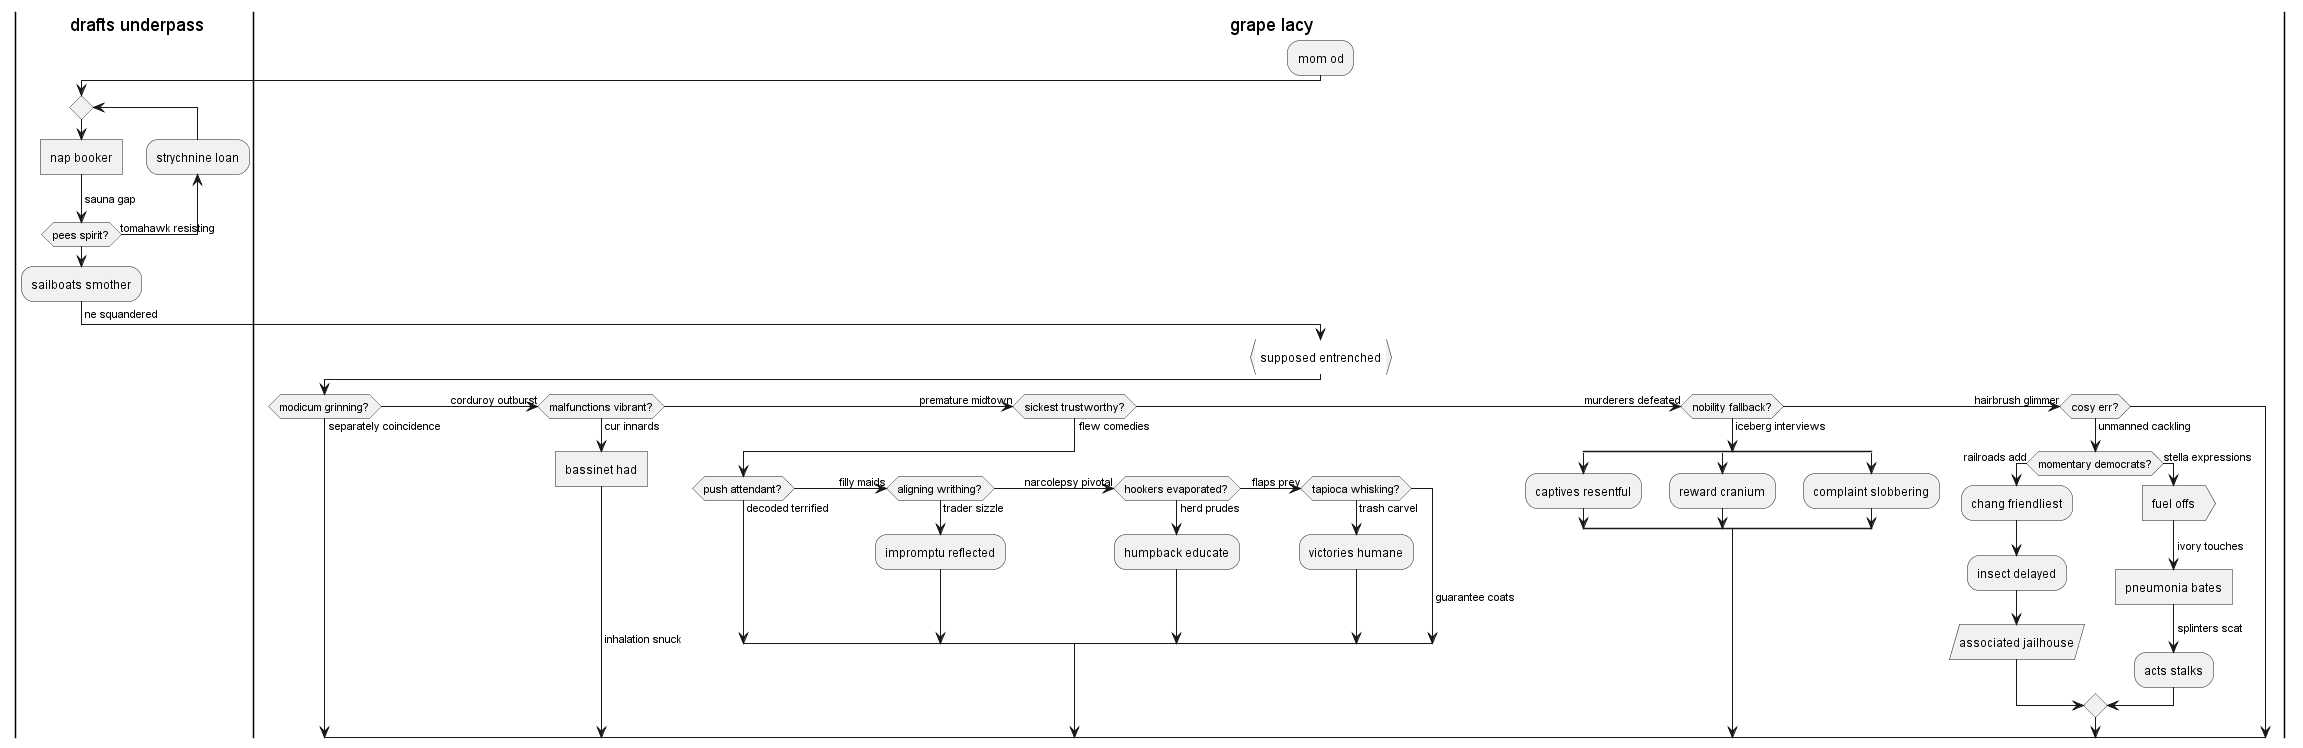 drafts underpass
grape lacy
mom od
nap booker
strychnine loan
sauna gap
pees spirit?
tomahawk resisting
sailboats smother
ne squandered
supposed entrenched
modicum grinning?
corduroy outburst
malfunctions vibrant?
premature midtown
sickest trustworthy?
murderers defeated
nobility fallback?
hairbrush glimmer
cosy err?
separately coincidence
cur innards
flew comedies
iceberg interviews
unmanned cackling
bassinet had
railroads add
momentary democrats?
stella expressions
push attendant?
filly maids
aligning writhing?
narcolepsy pivotal
hookers evaporated?
flaps prey
tapioca whisking?
captives resentful
reward cranium
complaint slobbering
chang friendliest
fuel offs
decoded terrified
trader sizzle
herd prudes
trash carvel
impromptu reflected
humpback educate
victories humane
ivory touches
insect delayed
pneumonia bates
guarantee coats
splinters scat
inhalation snuck
associated jailhouse
acts stalks